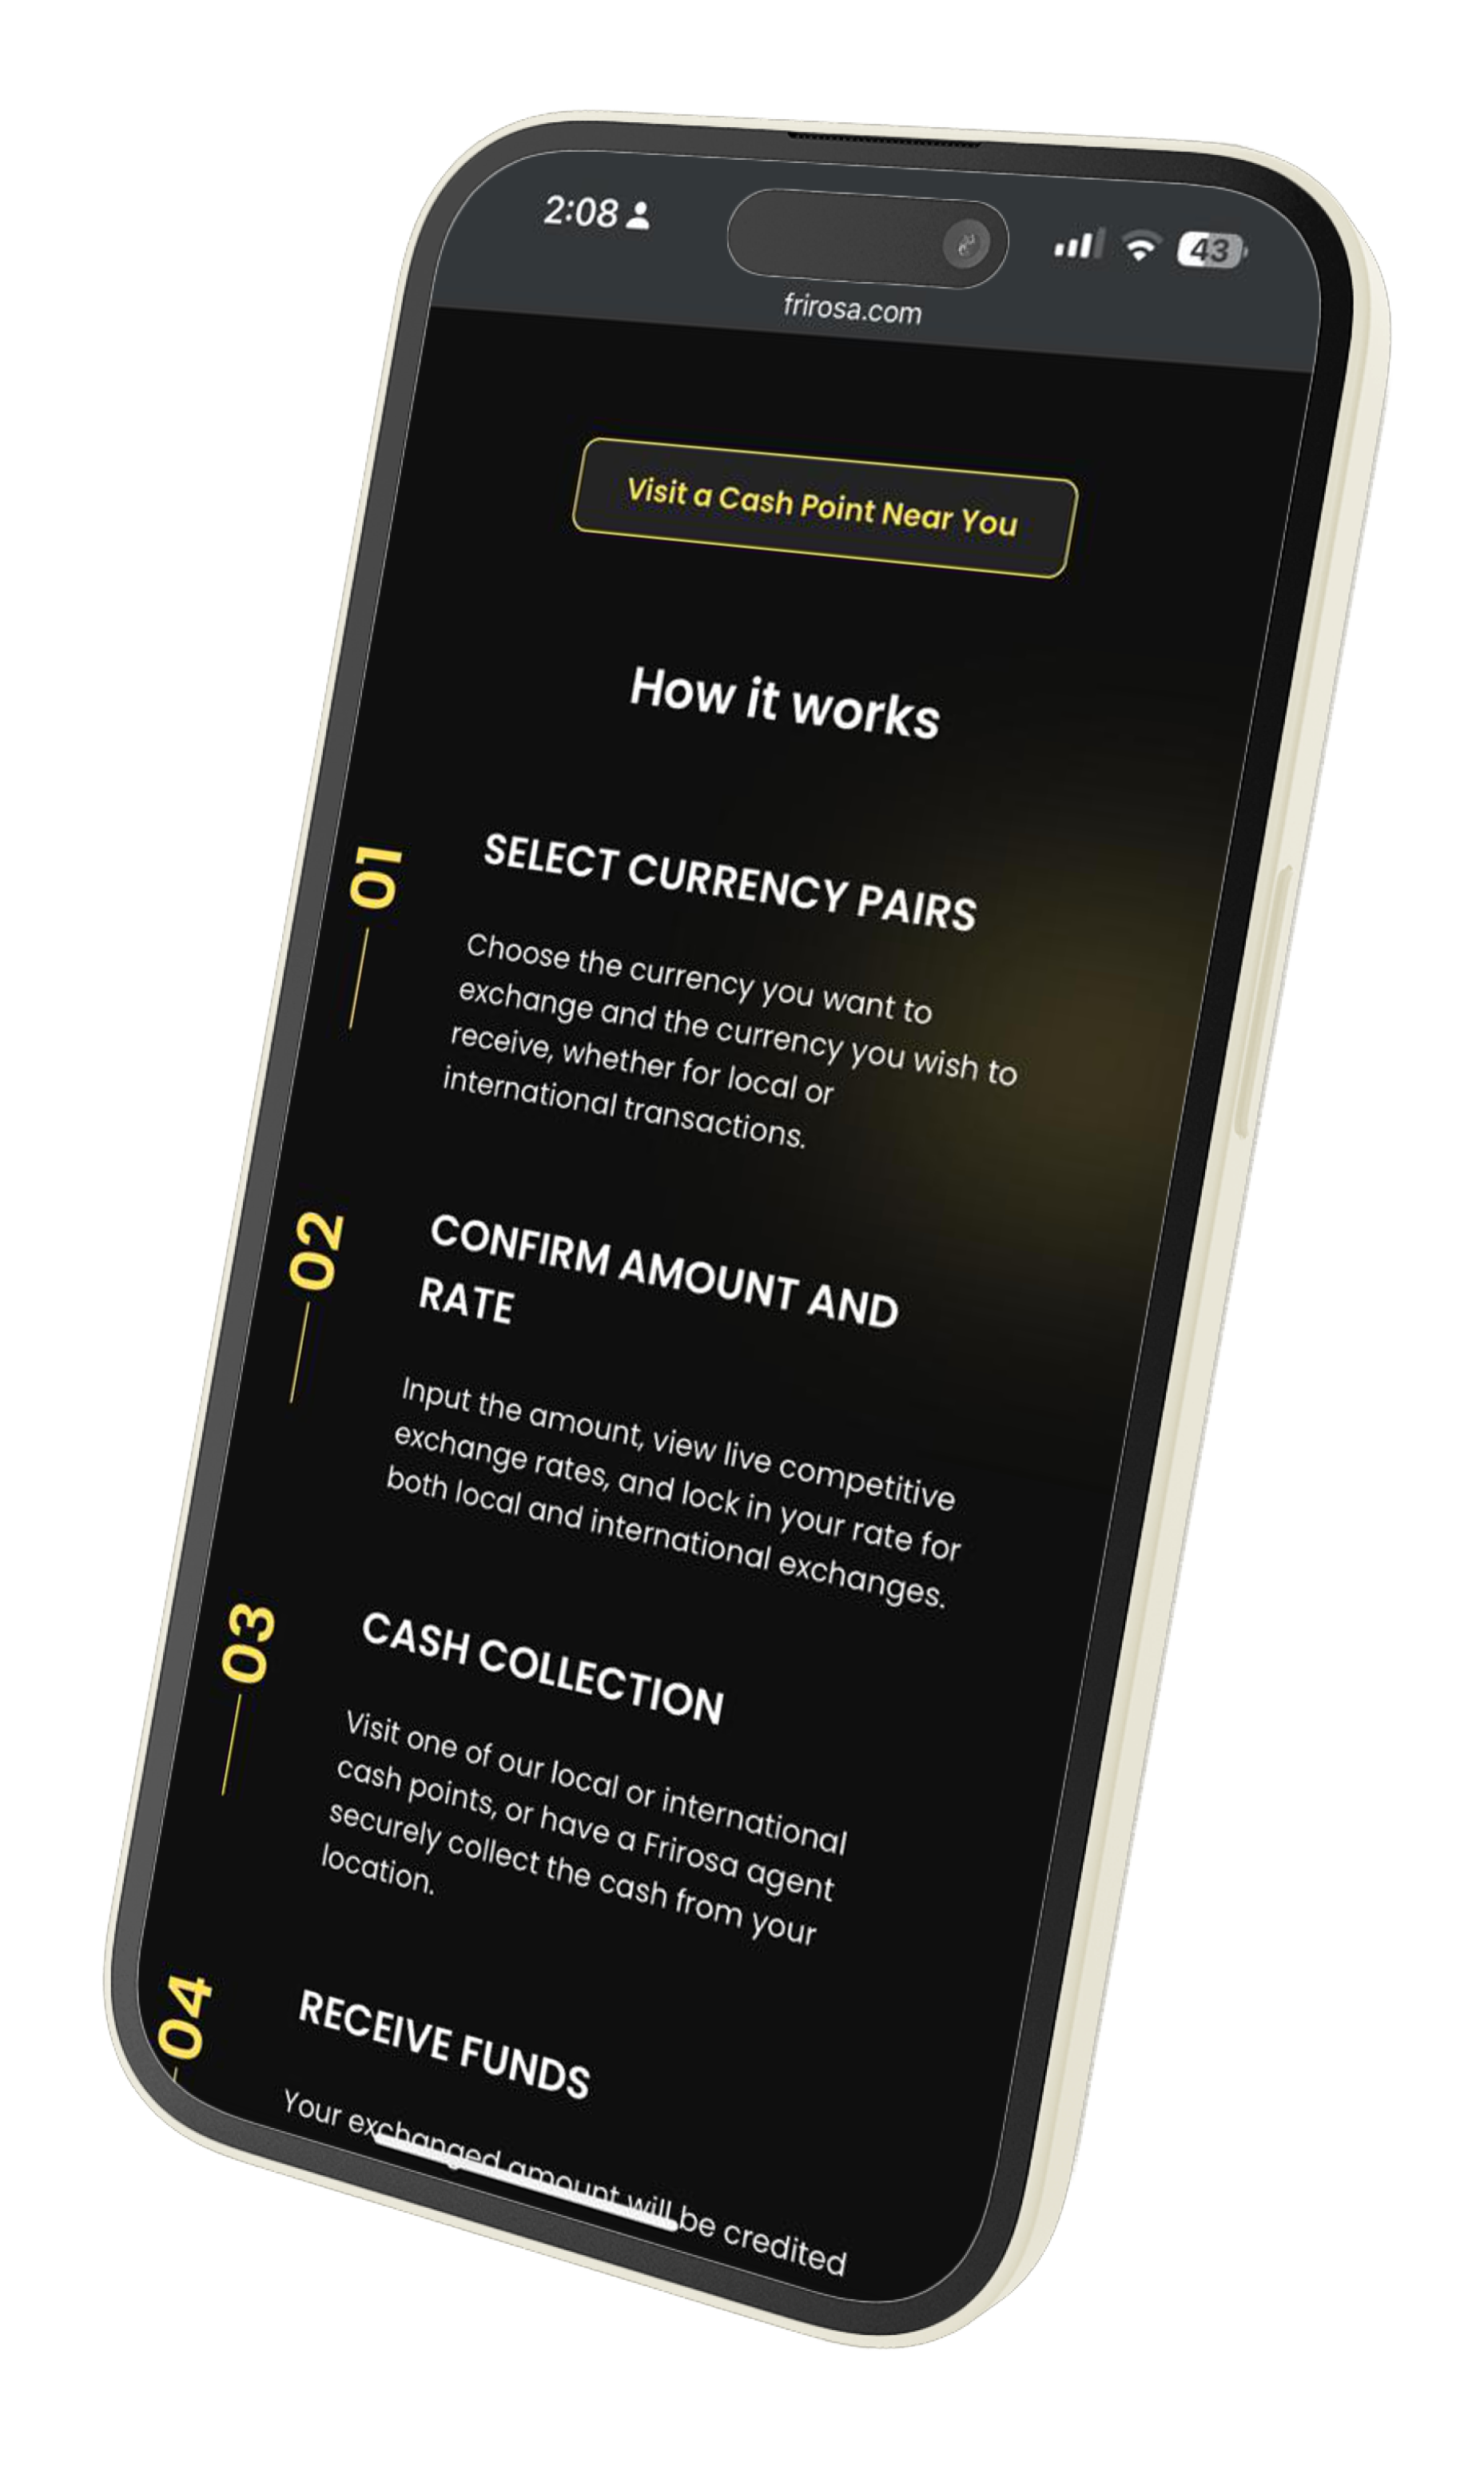 2:08
43
frirosa.com
Visit a Cash Point Near You
How it works
01
SELECT CURRENCY PAIRS
Choose the currency you want to
exchange and the currency you wish to
receive, whether for local or
international transactions.
02
CONFIRM AMOUNT AND
RATE
Input the amount, view live competitive
exchange rates, and lock in your rate for
both local and international exchanges.
03
CASH COLLECTION
Visit one of our local or international
cash points, or have a Frirosa agent
securely collect the cash from your
location.
04
RECEIVE FUNDS
Your exchanged amount will be credited